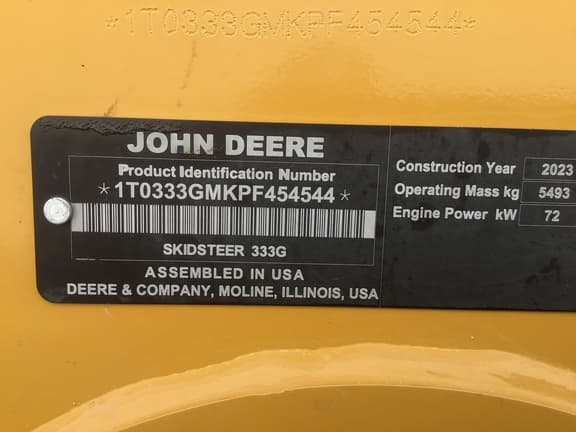 *1T0333GMKPF454544*
JOHN DEERE
Product Identification Number
*1T0333GMKPF454544*
SKIDSTEER 333G
ASSEMBLED IN USA
DEERE & COMPANY, MOLINE, ILLINOIS, USA
Construction Year 2023
Operating Mass kg 5493
Engine Power kW 72